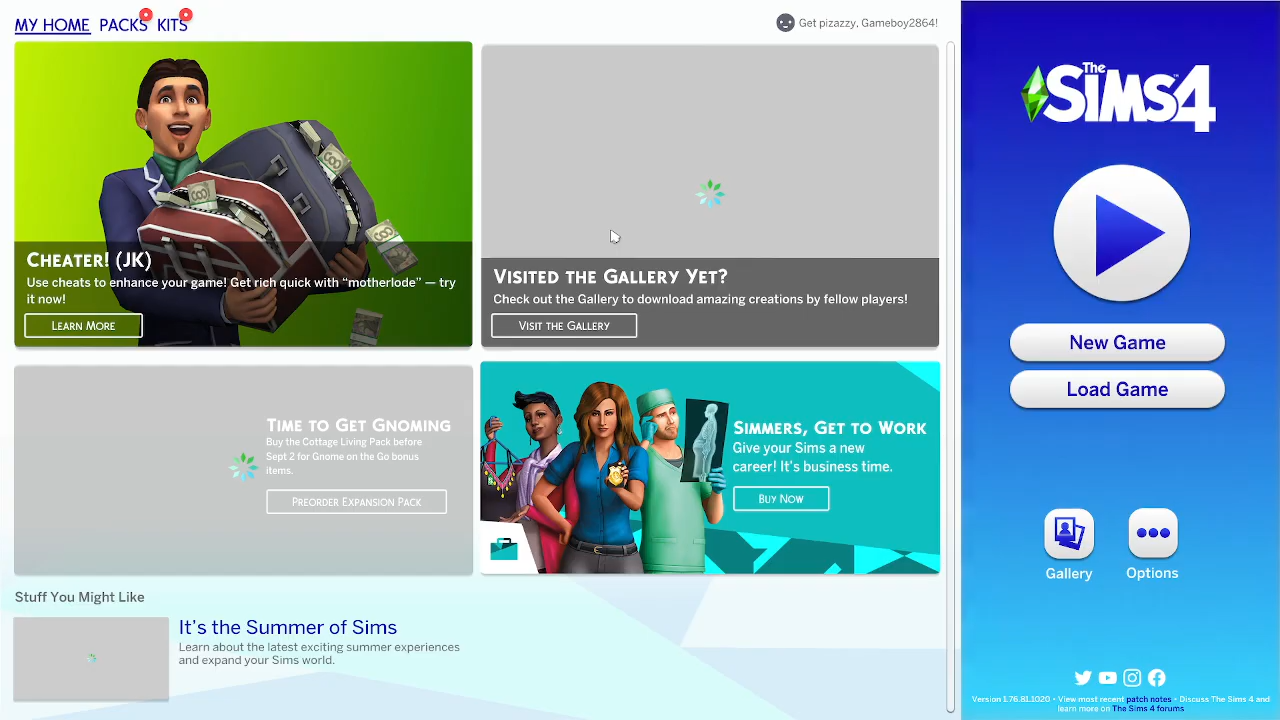 MY HOME PACKS KITS
Get pizazzy, Gameboy2864!
CHEATER! (JK)
Use cheats to enhance your game! Get rich quick with “motherlode” — try
it now!
LEARN MORE
VISITED THE GALLERY YET?
Check out the Gallery to download amazing creations by fellow players!
VISIT THE GALLERY
TIME TO GET GNOMING
Buy the Cottage Living Pack before
Sept 2 for Gnome on the Go bonus
items.
PREORDER EXPANSION PACK
SIMMERS, GET TO WORK
Give your Sims a new
career! It's business time.
BUY NOW
Stuff You Might Like
It's the Summer of Sims
Learn about the latest exciting summer experiences
and expand your Sims world.
The SIMS 4
New Game
Load Game
Gallery
Options
Version 1.76.81.1020 • View most recent patch notes • Discuss The Sims 4 and
learn more on The Sims 4 forums